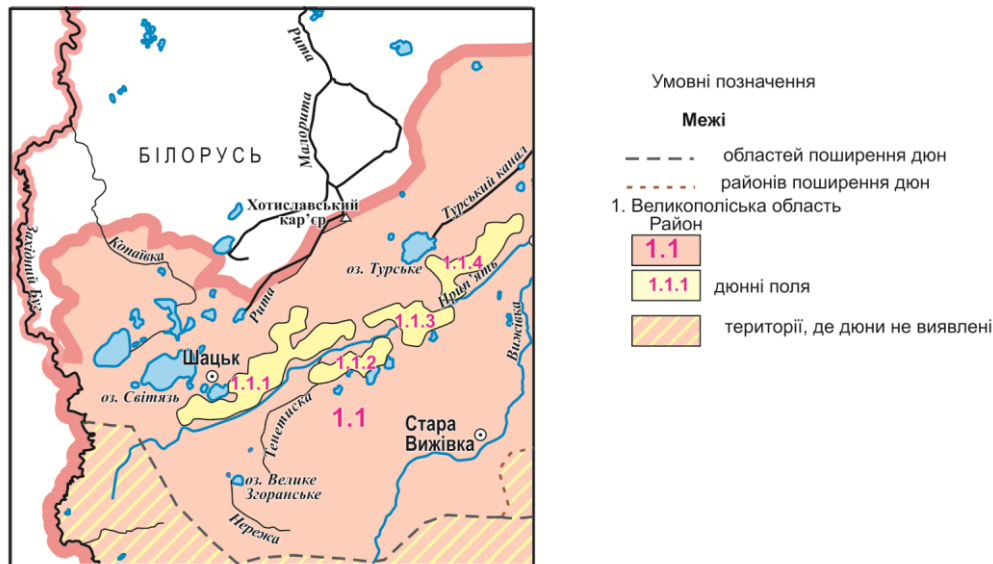 БІЛОРУСЬ
Рита
Малорита
Хотиславський
кар’єр
Турський канал
Західний Буг
Копаївка
оз. Турське
1.1.4
Прип’ять
Рита
1.1.3
Вижівка
Шацьк
1.1.1
1.1.2
оз. Світязь
1.1
Тенетиска
Стара
Вижівка
оз. Велике
Згоранське
Нережа
Умовні позначення
Межі
областей поширення дюн
районів поширення дюн
1. Великополіська область
Район
1.1
1.1.1 дюнні поля
території, де дюни не виявлені